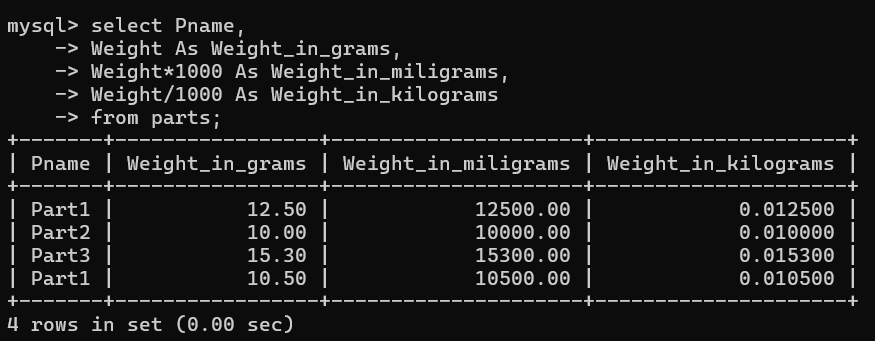 mysql> select Pname,
    -> Weight As Weight_in_grams,
    -> Weight*1000 As Weight_in_miligrams,
    -> Weight/1000 As Weight_in_kilograms
    -> from parts;
+-------+-----------------+---------------------+---------------------+
| Pname | Weight_in_grams | Weight_in_miligrams | Weight_in_kilograms |
+-------+-----------------+---------------------+---------------------+
| Part1 |           12.50 |            12500.00 |            0.012500 |
| Part2 |           10.00 |            10000.00 |            0.010000 |
| Part3 |           15.30 |            15300.00 |            0.015300 |
| Part1 |           10.50 |            10500.00 |            0.010500 |
+-------+-----------------+---------------------+---------------------+
4 rows in set (0.00 sec)